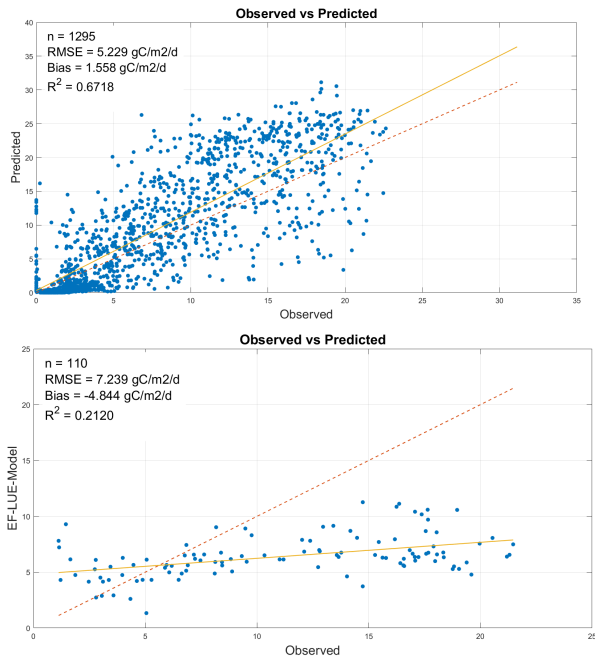 Observed vs Predicted
40
n = 1295
RMSE = 5.229 gC/m2/d
Bias = 1.558 gC/m2/d
R2 = 0.6718
35
30
25
20
15
10
5
0
Predicted
0 5 10 15 20 25 30 35
Observed
Observed vs Predicted
25
n = 110
RMSE = 7.239 gC/m2/d
Bias = -4.844 gC/m2/d
R2 = 0.2120
20
15
10
5
0
EF-LUE-Model
0 5 10 15 20 25
Observed